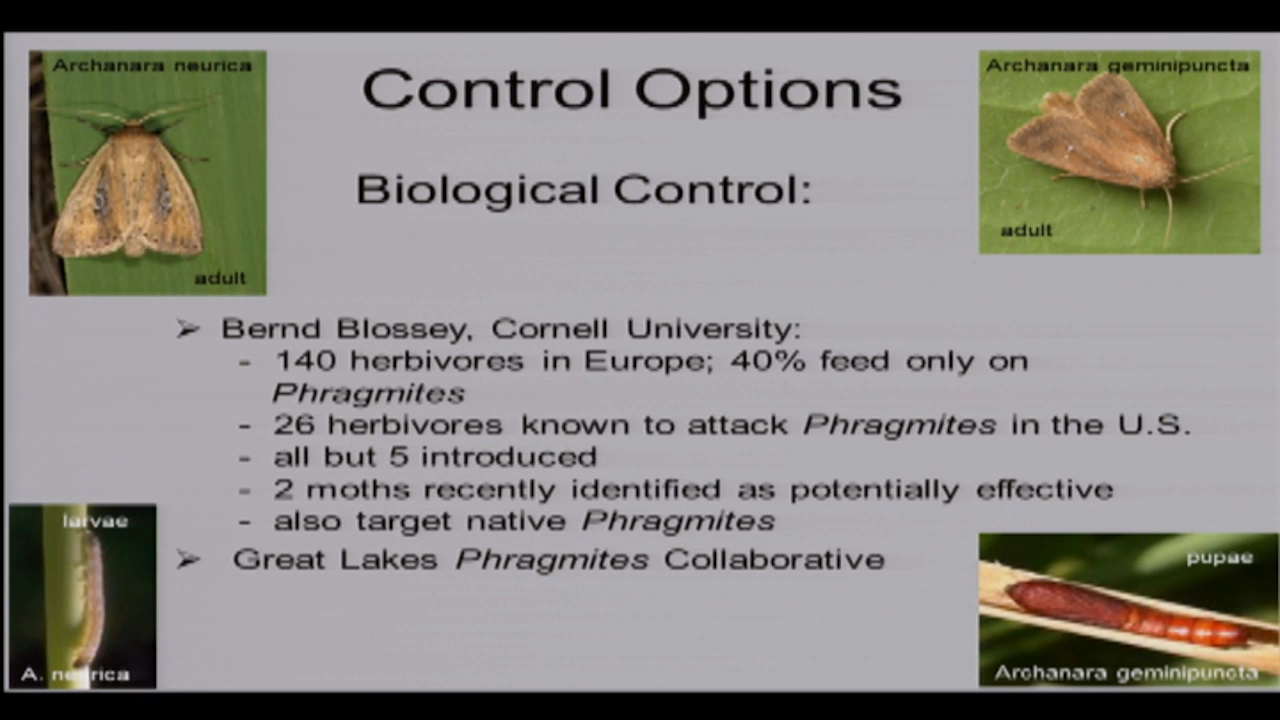 Archanara neurica
Archanara geminipuncta
Control Options
Biological Control:
adult
adult
➢ Bernd Blossey, Cornell University:
- 140 herbivores in Europe; 40% feed only on
Phragmites
- 26 herbivores known to attack Phragmites in the U.S.
- all but 5 introduced
- 2 moths recently identified as potentially effective
- also target native Phragmites
➢ Great Lakes Phragmites Collaborative
larvae
A. neurica
pupae
Archanara geminipuncta